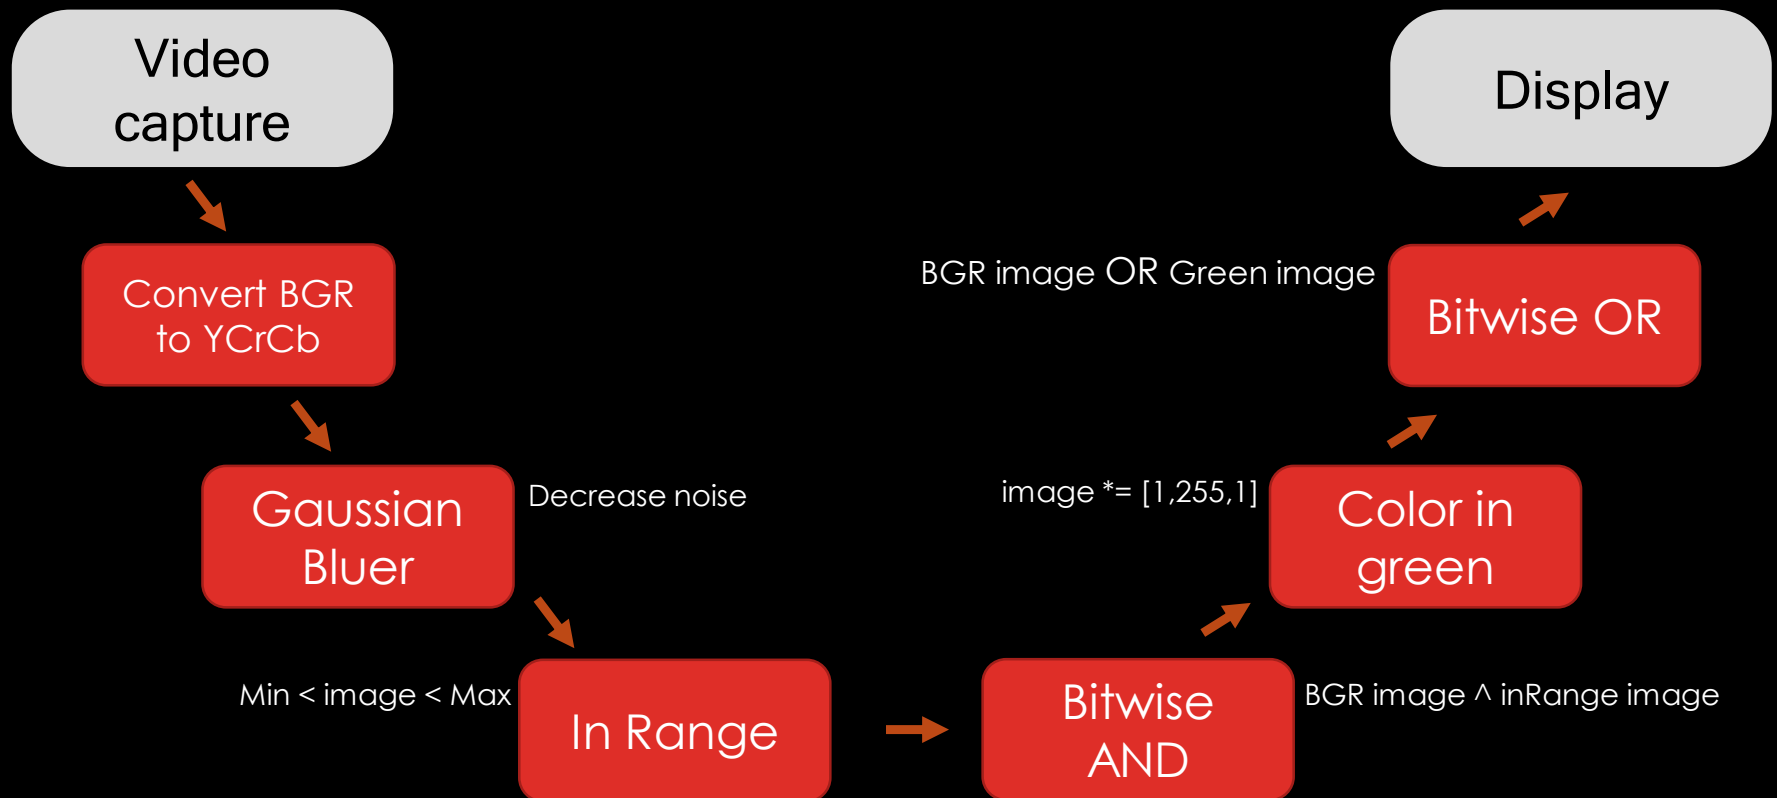 Video
capture
Convert BGR
to YCrCb
Gaussian
Bluer
Decrease noise
Min < image < Max
In Range
Bitwise
AND
BGR image ^ inRange image
image *= [1,255,1]
Color in
green
BGR image OR Green image
Bitwise OR
Display